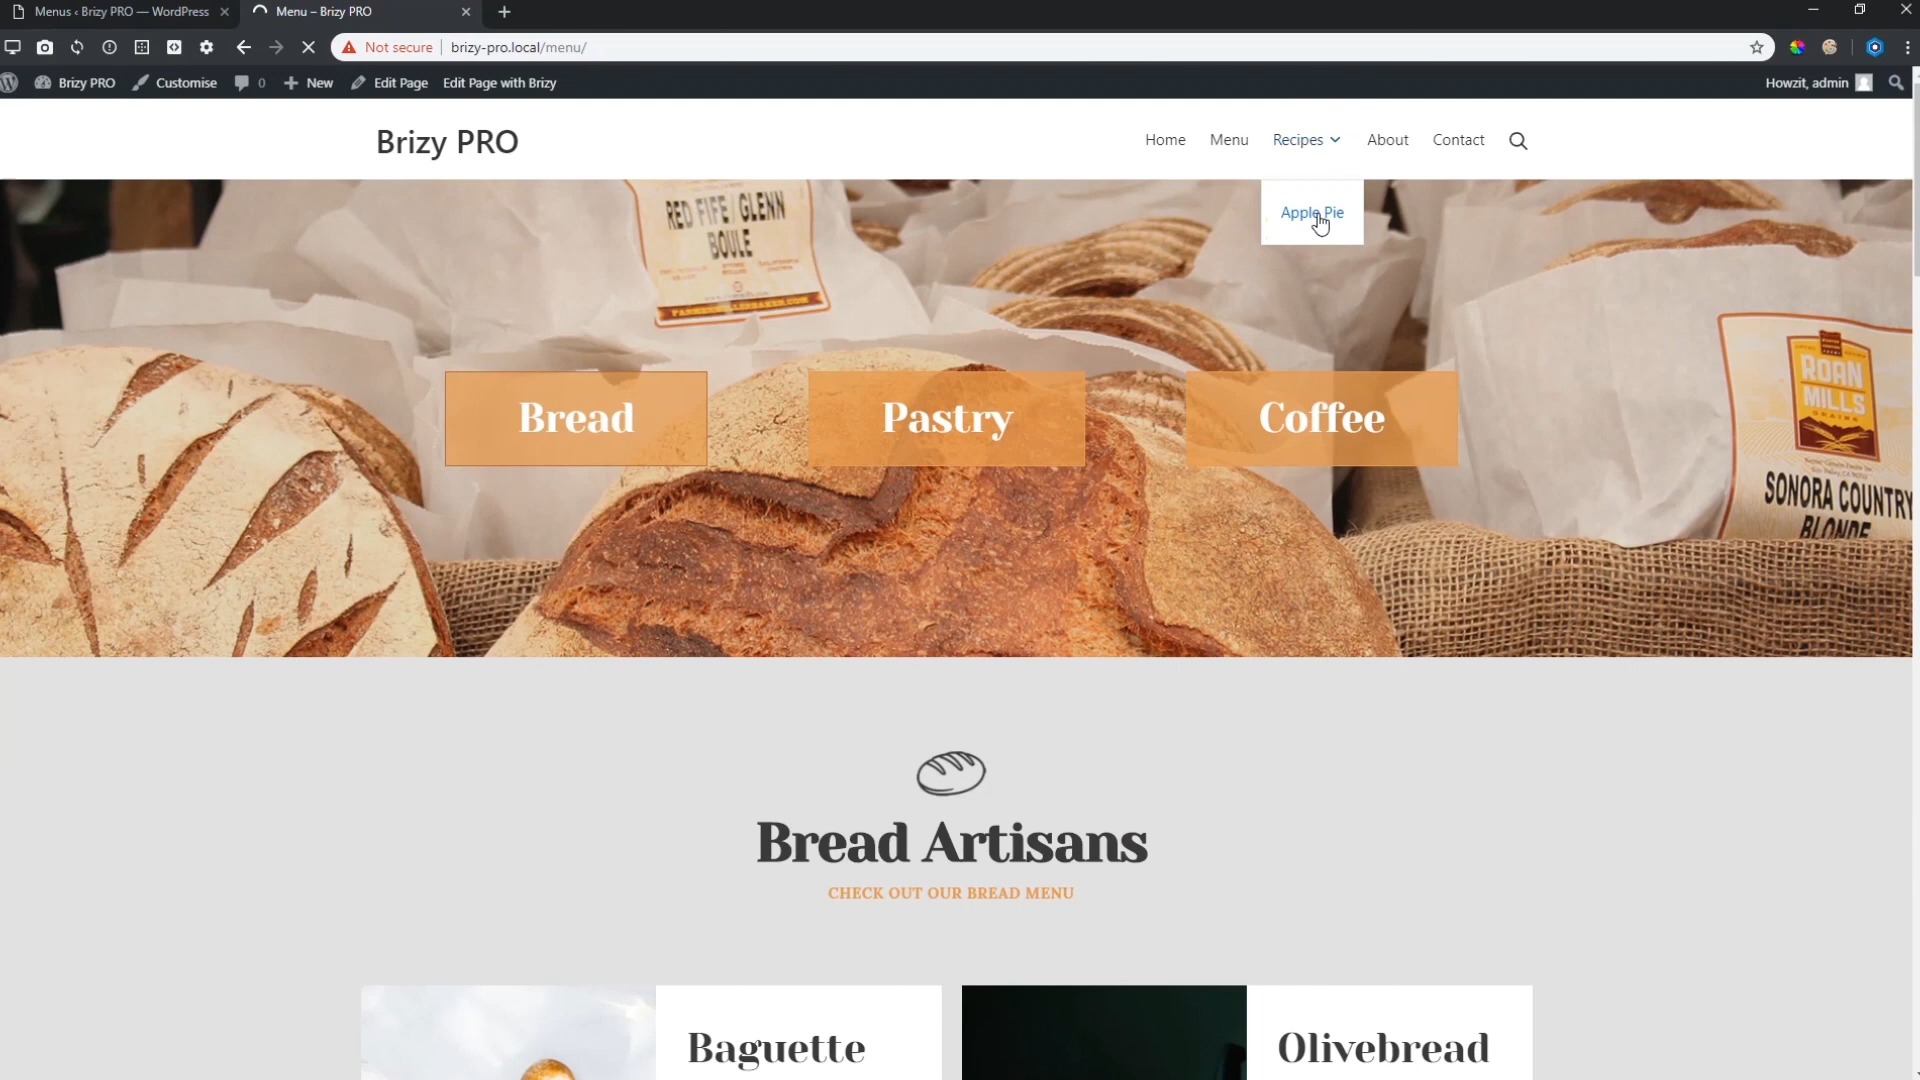 Menus ‹ Brizy PRO — WordPress
Menu – Brizy PRO
Not secure
brizy-pro.local/menu/
Brizy PRO
Customise
0
New
Edit Page
Edit Page with Brizy
Howzit, admin
Brizy PRO
Home
Menu
Recipes
About
Contact
Apple Pie
RED FIFE / GLENN
BOULE
ROAN
MILLS
GRAINS
SONORA COUNTRY
BLONDE
Bread
Pastry
Coffee
Bread Artisans
CHECK OUT OUR BREAD MENU
Baguette
Olivebread